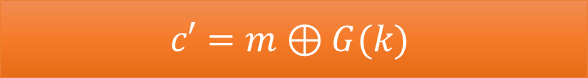 c′ = m ⊕ G(k)